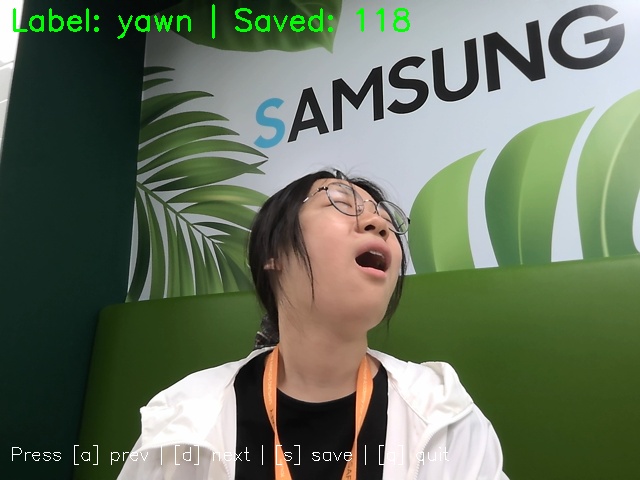 Label: yawn | Saved: 118
SAMSUNG
Press [a] prev | [d] next | [s] save | [q] quit